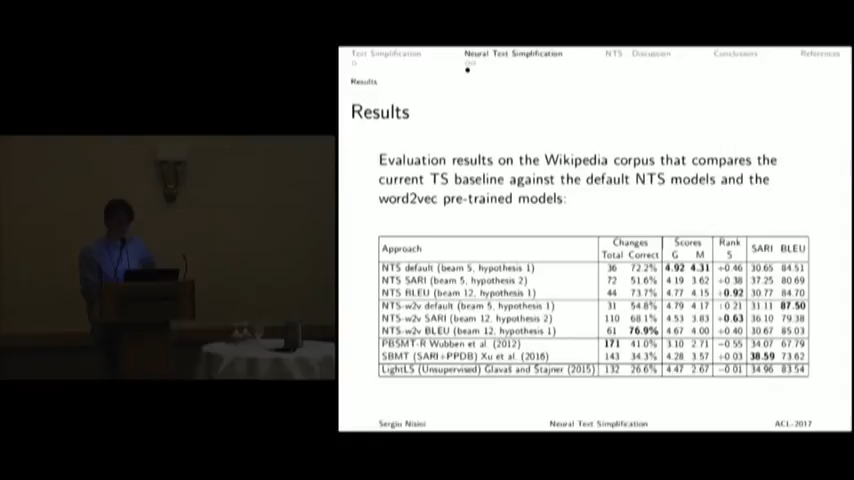 Text Simplification Neural Text Simplification NTS Discussion Conclusions References
Results
Results
Evaluation results on the Wikipedia corpus that compares the
current TS baseline against the default NTS models and the
word2vec pre-trained models:
Approach Changes Scores Rank SARI BLEU
Total Correct G M S
NTS default (beam 5, hypothesis 1) 36 72.2% 4.92 4.31 +0.46 30.65 84.51
NTS SARI (beam 5, hypothesis 2) 72 51.6% 4.19 3.62 +0.38 37.25 80.69
NTS BLEU (beam 12, hypothesis 1) 44 73.7% 4.77 4.15 +0.92 30.77 84.70
NTS-w2v default (beam 5, hypothesis 1) 31 54.8% 4.79 4.17 +0.21 31.11 87.50
NTS-w2v SARI (beam 12, hypothesis 2) 110 68.1% 4.53 3.83 +0.63 36.10 79.38
NTS-w2v BLEU (beam 12, hypothesis 1) 61 76.9% 4.67 4.00 +0.40 30.67 85.03
PBSMT-R Wubben et al. (2012) 171 41.0% 3.10 2.71 −0.55 34.07 67.79
SBMT (SARI+PPDB) Xu et al. (2016) 143 34.3% 4.28 3.57 +0.03 38.59 73.62
LightLS (Unsupervised) Glavaš and Štajner (2015) 132 26.6% 4.47 2.67 −0.01 34.96 83.54
Sergiu Nisioi Neural Text Simplification ACL-2017